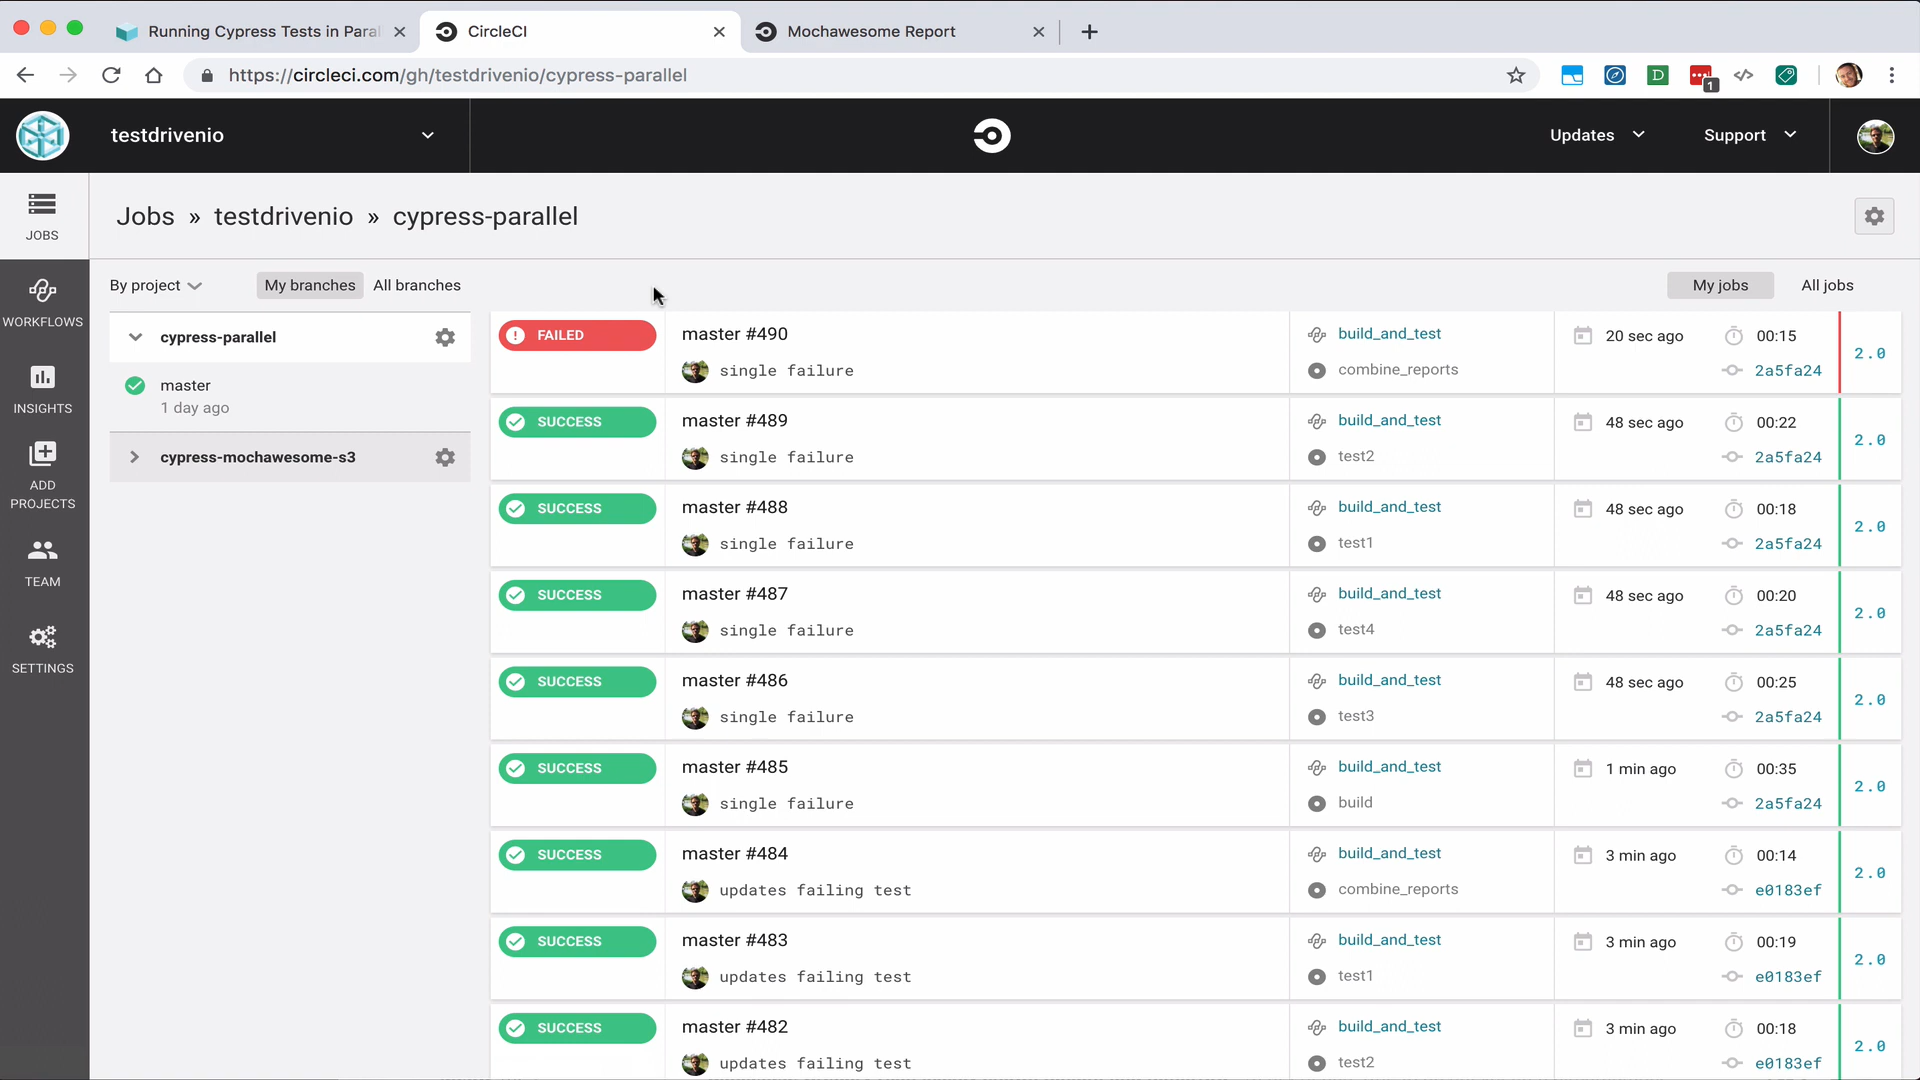 Running Cypress Tests in Paral
CircleCI
Mochawesome Report
https://circleci.com/gh/testdrivenio/cypress-parallel
D
1
testdrivenio
Updates
Support
JOBS
WORKFLOWS
INSIGHTS
ADD
PROJECTS
TEAM
SETTINGS
Jobs » testdrivenio » cypress-parallel
By project
My branches
All branches
My jobs
All jobs
cypress-parallel
master
1 day ago
cypress-mochawesome-s3
FAILED
master #490
single failure
build_and_test
combine_reports
20 sec ago
00:15
2a5fa24
2.0
SUCCESS
master #489
single failure
build_and_test
test2
48 sec ago
00:22
2a5fa24
2.0
SUCCESS
master #488
single failure
build_and_test
test1
48 sec ago
00:18
2a5fa24
2.0
SUCCESS
master #487
single failure
build_and_test
test4
48 sec ago
00:20
2a5fa24
2.0
SUCCESS
master #486
single failure
build_and_test
test3
48 sec ago
00:25
2a5fa24
2.0
SUCCESS
master #485
single failure
build_and_test
build
1 min ago
00:35
2a5fa24
2.0
SUCCESS
master #484
updates failing test
build_and_test
combine_reports
3 min ago
00:14
e0183ef
2.0
SUCCESS
master #483
updates failing test
build_and_test
test1
3 min ago
00:19
e0183ef
2.0
SUCCESS
master #482
updates failing test
build_and_test
test2
3 min ago
00:18
e0183ef
2.0